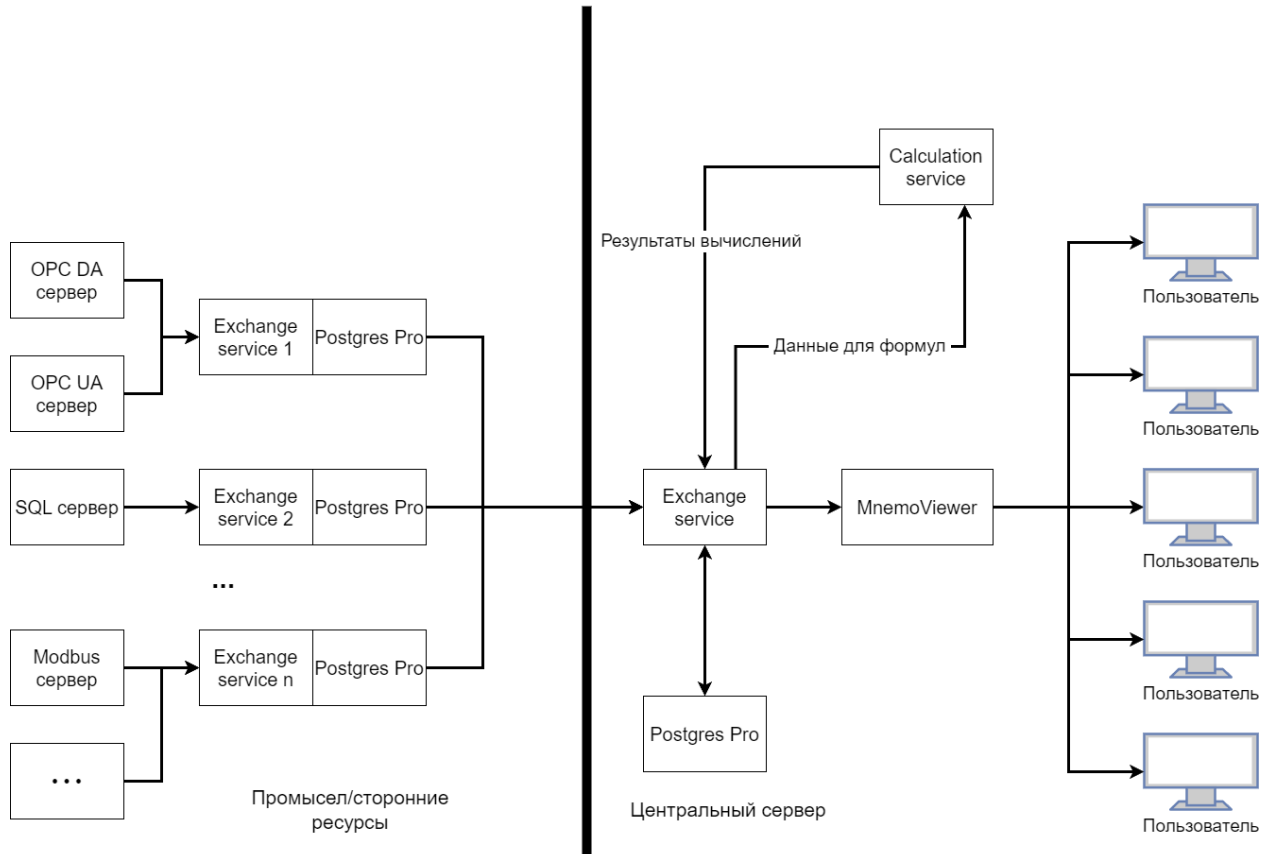 OPC DA
сервер
OPC UA
сервер
Exchange
service 1
Postgres Pro
SQL сервер
Exchange
service 2
Postgres Pro
...
Modbus
сервер
Exchange
service n
Postgres Pro
...
Промысел/сторонние
ресурсы
Calculation
service
Результаты вычислений
Данные для формул
Exchange
service
MnemoViewer
Postgres Pro
Центральный сервер
Пользователь
Пользователь
Пользователь
Пользователь
Пользователь